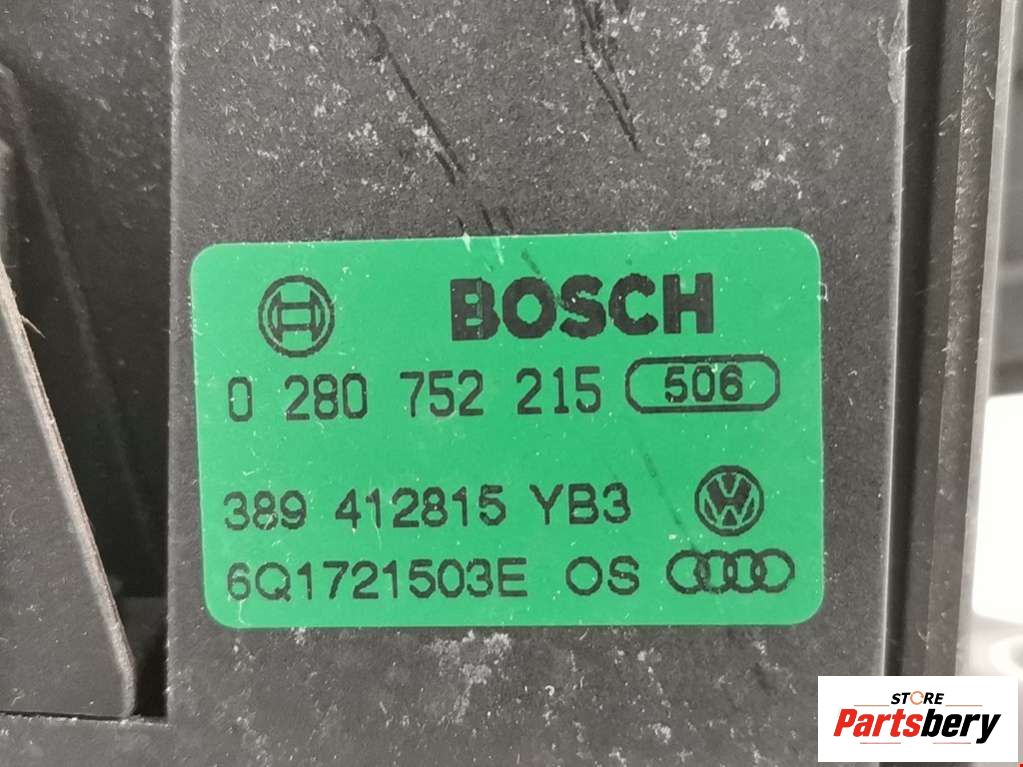 BOSCH
0 280 752 215 506
389 412815 YB3
6Q1721503E OS
STORE
Partsbery